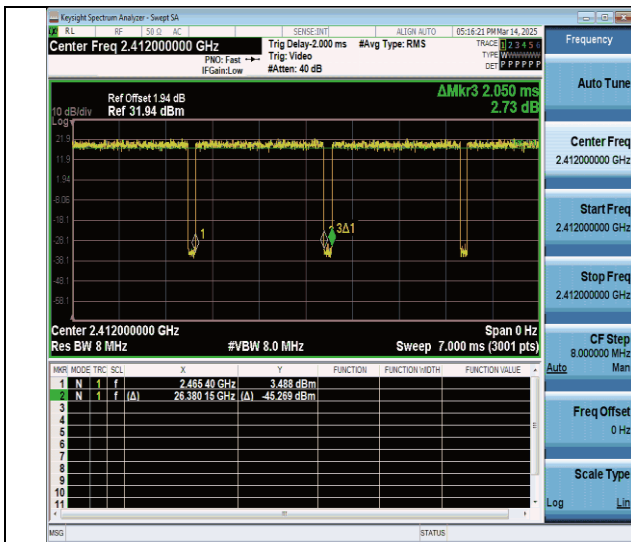 Keysight Spectrum Analyzer - Swept SA
RL RF 50 Ω AC SENSE:INT ALIGN AUTO 05:16:21 PM Mar 14, 2025
Center Freq 2.412000000 GHz
Trig Delay-2.000 ms #Avg Type: RMS
TRACE 1 2 3 4 5 6
PNO: Fast Trig: Video
TYPE
IFGain:Low #Atten: 40 dB
DET P P P P P P
ΔMkr3 2.050 ms
2.73 dB
Ref Offset 1.94 dB
10 dB/div Ref 31.94 dBm
Log
21.9
11.9
1.94
-8.06
-18.1
-28.1
-38.1
-48.1
-58.1
1
3Δ1
Center 2.412000000 GHz Span 0 Hz
Res BW 8 MHz #VBW 8.0 MHz Sweep 7.000 ms (3001 pts)
MKR MODE TRC SCL X Y FUNCTION FUNCTION WIDTH FUNCTION VALUE
1 N 1 f 2.465 40 GHz 3.488 dBm
2 N 1 f (Δ) 26.380 15 GHz (Δ) -45.269 dBm
3
4
5
6
7
8
9
10
11
MSG STATUS
Frequency
Auto Tune
Center Freq
2.412000000 GHz
Start Freq
2.412000000 GHz
Stop Freq
2.412000000 GHz
CF Step
8.000000 MHz
Auto Man
Freq Offset
0 Hz
Scale Type
Log Lin